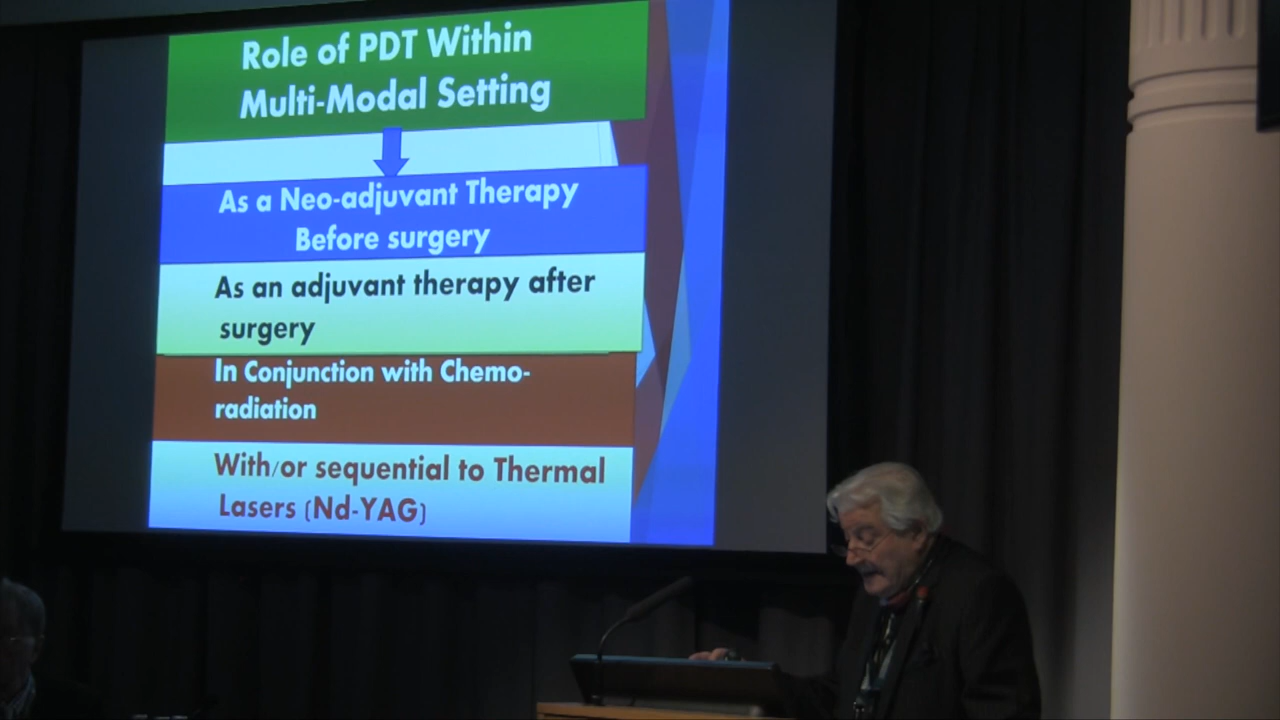 Role of PDT Within
Multi-Modal Setting
As a Neo-adjuvant Therapy
Before surgery
As an adjuvant therapy after
surgery
In Conjunction with Chemo-
radiation
With/or sequential to Thermal
Lasers (Nd-YAG)